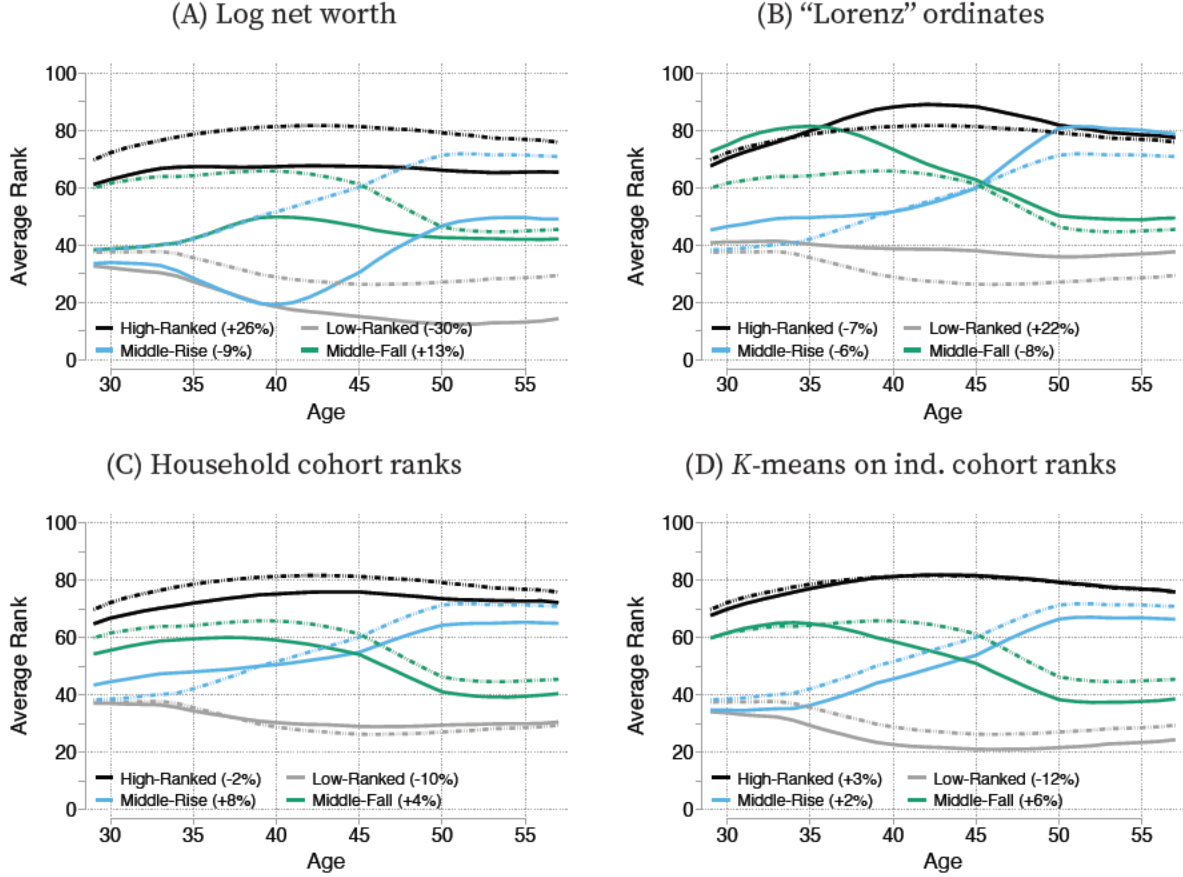 (A) Log net worth
(B) “Lorenz” ordinates
100
80
60
40
20
0
Average Rank
High-Ranked (+26%) Low-Ranked (-30%)
Middle-Rise (-9%) Middle-Fall (+13%)
30 35 40 45 50 55
Age
100
80
60
40
20
0
Average Rank
High-Ranked (-7%) Low-Ranked (+22%)
Middle-Rise (-6%) Middle-Fall (-8%)
30 35 40 45 50 55
Age
(C) Household cohort ranks
(D) K-means on ind. cohort ranks
100
80
60
40
20
0
Average Rank
High-Ranked (-2%) Low-Ranked (-10%)
Middle-Rise (+8%) Middle-Fall (+4%)
30 35 40 45 50 55
Age
100
80
60
40
20
0
Average Rank
High-Ranked (+3%) Low-Ranked (-12%)
Middle-Rise (+2%) Middle-Fall (+6%)
30 35 40 45 50 55
Age